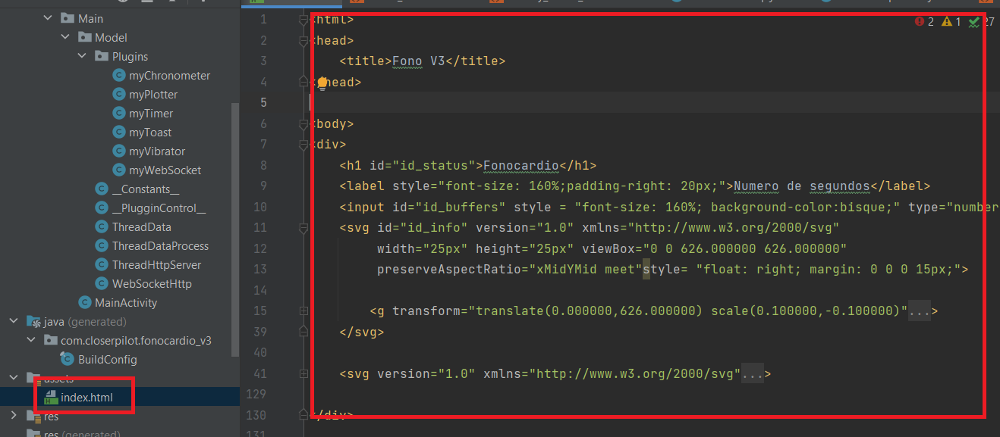 Main
Model
Plugins
myChronometer
myPlotter
myTimer
myToast
myVibrator
myWebSocket
__Constants__
__PlugginControl__
ThreadData
ThreadDataProcess
ThreadHttpServer
WebSocketHttp
MainActivity
java (generated)
com.closerpilot.fonocardio_v3
BuildConfig
assets
index.html
res
res (generated)
2 1 27
1 <html>
2 <head>
3 <title>Fono V3</title>
4 </head>
5
6 <body>
7 <div>
8 <h1 id="id_status">Fonocardio</h1>
9 <label style="font-size: 160%;padding-right: 20px;">Numero de segundos</label>
10 <input id="id_buffers" style = "font-size: 160%; background-color:bisque;" type="number
11 <svg id="id_info" version="1.0" xmlns="http://www.w3.org/2000/svg"
12 width="25px" height="25px" viewBox="0 0 626.000000 626.000000"
13 preserveAspectRatio="xMidYMid meet"style= "float: right; margin: 0 0 0 15px;">
14
15 <g transform="translate(0.000000,626.000000) scale(0.100000,-0.100000)"...>
39 </svg>
40
41 <svg version="1.0" xmlns="http://www.w3.org/2000/svg"...>
129
130 </div>
131